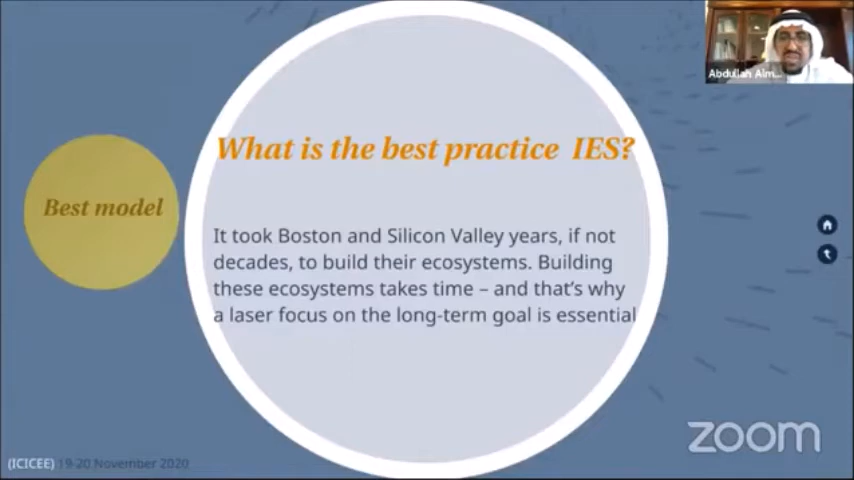 Abdullah Alm...
What is the best practice IES?
Best model
It took Boston and Silicon Valley years, if not
decades, to build their ecosystems. Building
these ecosystems takes time – and that's why
a laser focus on the long-term goal is essential
zoom
(ICICEE) 19-20 November 2020